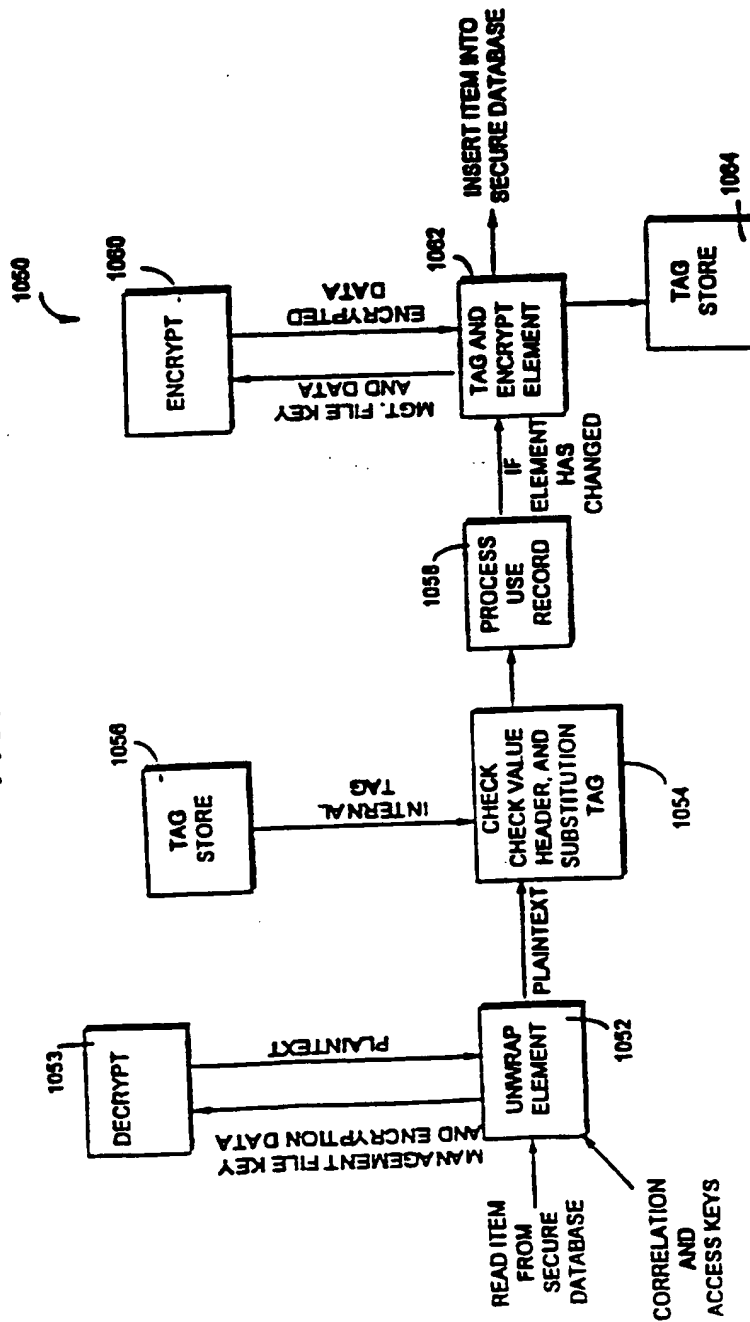 1050
1053
DECRYPT
MANAGEMENT FILE KEY
AND ENCRYPTION DATA
PLAINTEXT
READ ITEM
FROM
SECURE
DATABASE
UNWRAP
ELEMENT
1052
CORRELATION
AND
ACCESS KEYS
PLAINTEXT
1056
TAG
STORE
INTERNAL
TAG
CHECK
CHECK VALUE
HEADER, AND
SUBSTITUTION
TAG
1054
1058
PROCESS
USE
RECORD
IF
ELEMENT
HAS
CHANGED
1060
ENCRYPT
MGT. FILE KEY
AND DATA
ENCRYPTED
DATA
1062
TAG AND
ENCRYPT
ELEMENT
INSERT ITEM INTO
SECURE DATABASE
TAG
STORE
1064